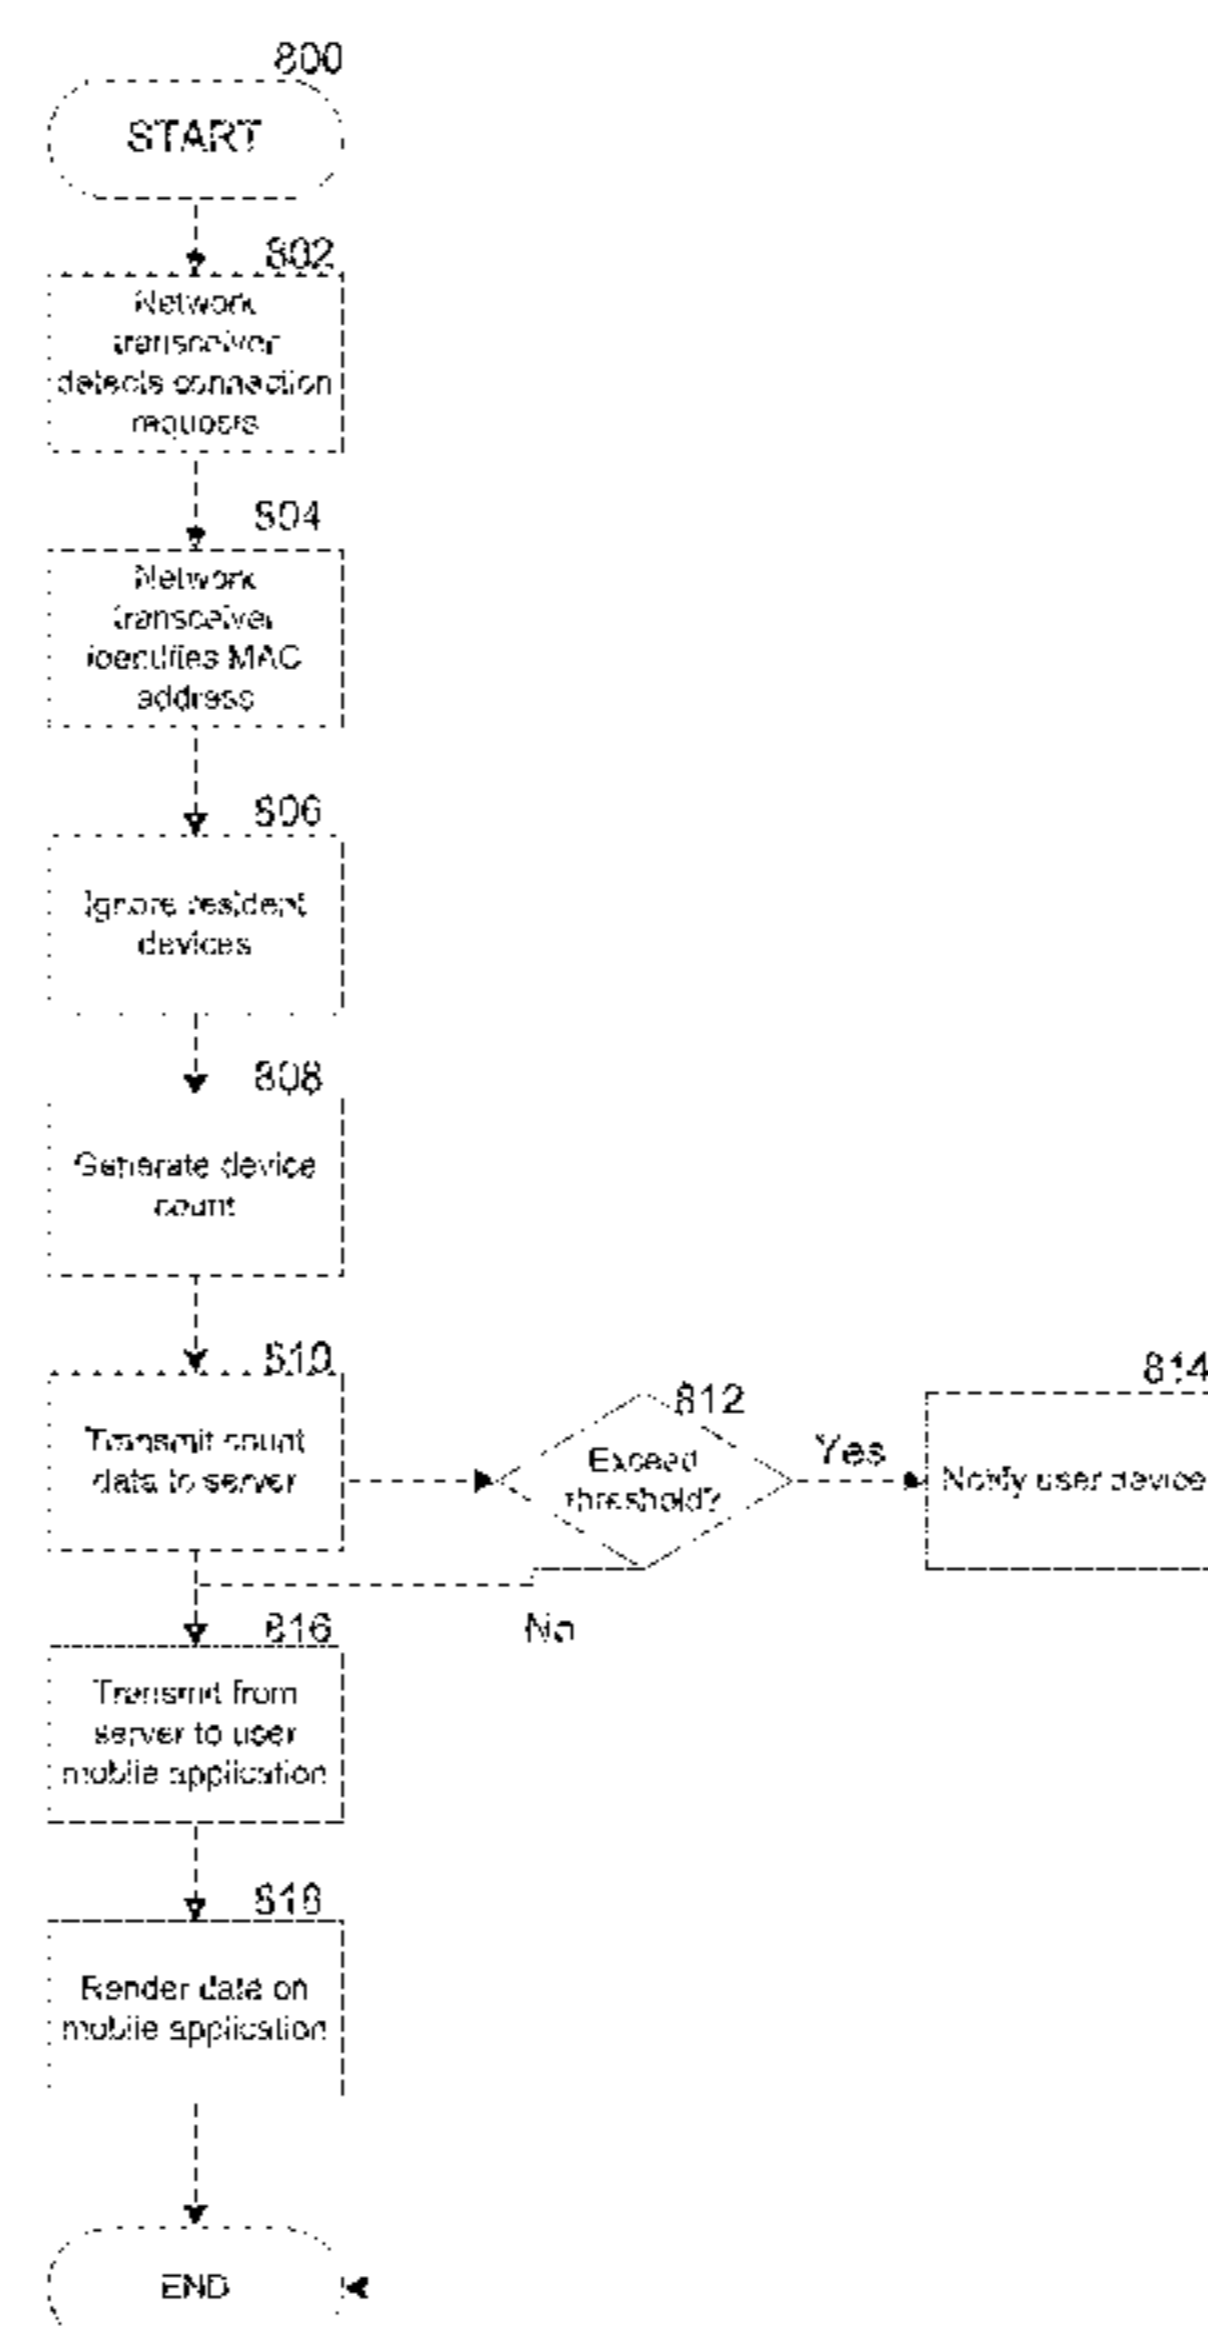 800
START
802
Network
transceiver
detects connection
requests
804
Network
transceiver
identifies MAC
address
806
Ignore resident
devices
808
Generate device
count
810
Transmit count
data to server
812
Exceed
threshold?
Yes
814
Notify user device
No
816
Transmit from
server to user
mobile application
818
Render data on
mobile application
END